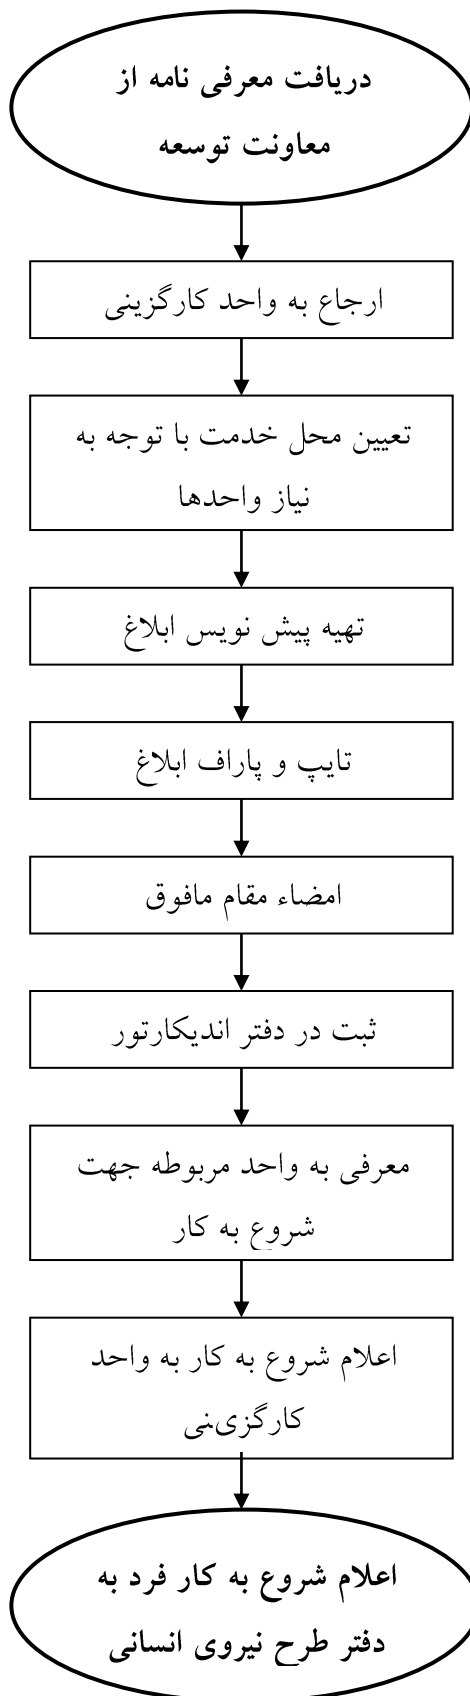 دریافت معرفی نامه از
معاونت توسعه
ارجاع به واحد کارگزینی
تعیین محل خدمت با توجه به
نیاز واحدها
تهیه پیش نویس ابلاغ
تایپ و پاراف ابلاغ
امضاء مقام مافوق
ثبت در دفتر اندیکارتور
معرفی به واحد مربوطه جهت
شروع به کار
اعلام شروع به کار به واحد
کارگزینی
اعلام شروع به کار فرد به
دفتر طرح نیروی انسانی